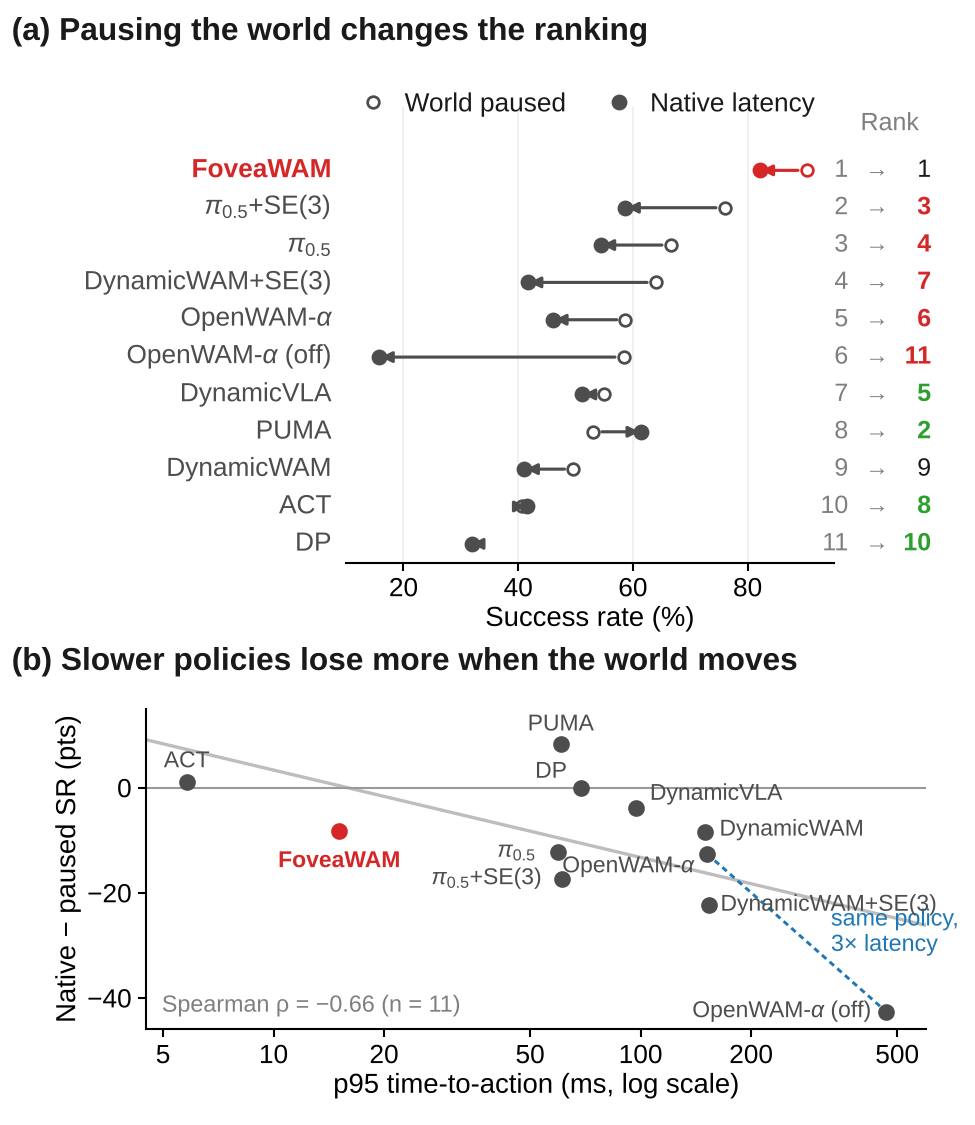 (a) Pausing the world changes the ranking
World paused
Native latency
Rank
FoveaWAM 1 → 1
π0.5+SE(3) 2 → 3
π0.5 3 → 4
DynamicWAM+SE(3) 4 → 7
OpenWAM-α 5 → 6
OpenWAM-α (off) 6 → 11
DynamicVLA 7 → 5
PUMA 8 → 2
DynamicWAM 9 → 9
ACT 10 → 8
DP 11 → 10
20 40 60 80
Success rate (%)
(b) Slower policies lose more when the world moves
Native − paused SR (pts)
PUMA
ACT
DP
0
DynamicVLA
DynamicWAM
FoveaWAM
π0.5
OpenWAM-α
π0.5+SE(3)
−20
DynamicWAM+SE(3)
same policy,
3× latency
−40
Spearman ρ = −0.66 (n = 11)
OpenWAM-α (off)
5 10 20 50 100 200 500
p95 time-to-action (ms, log scale)